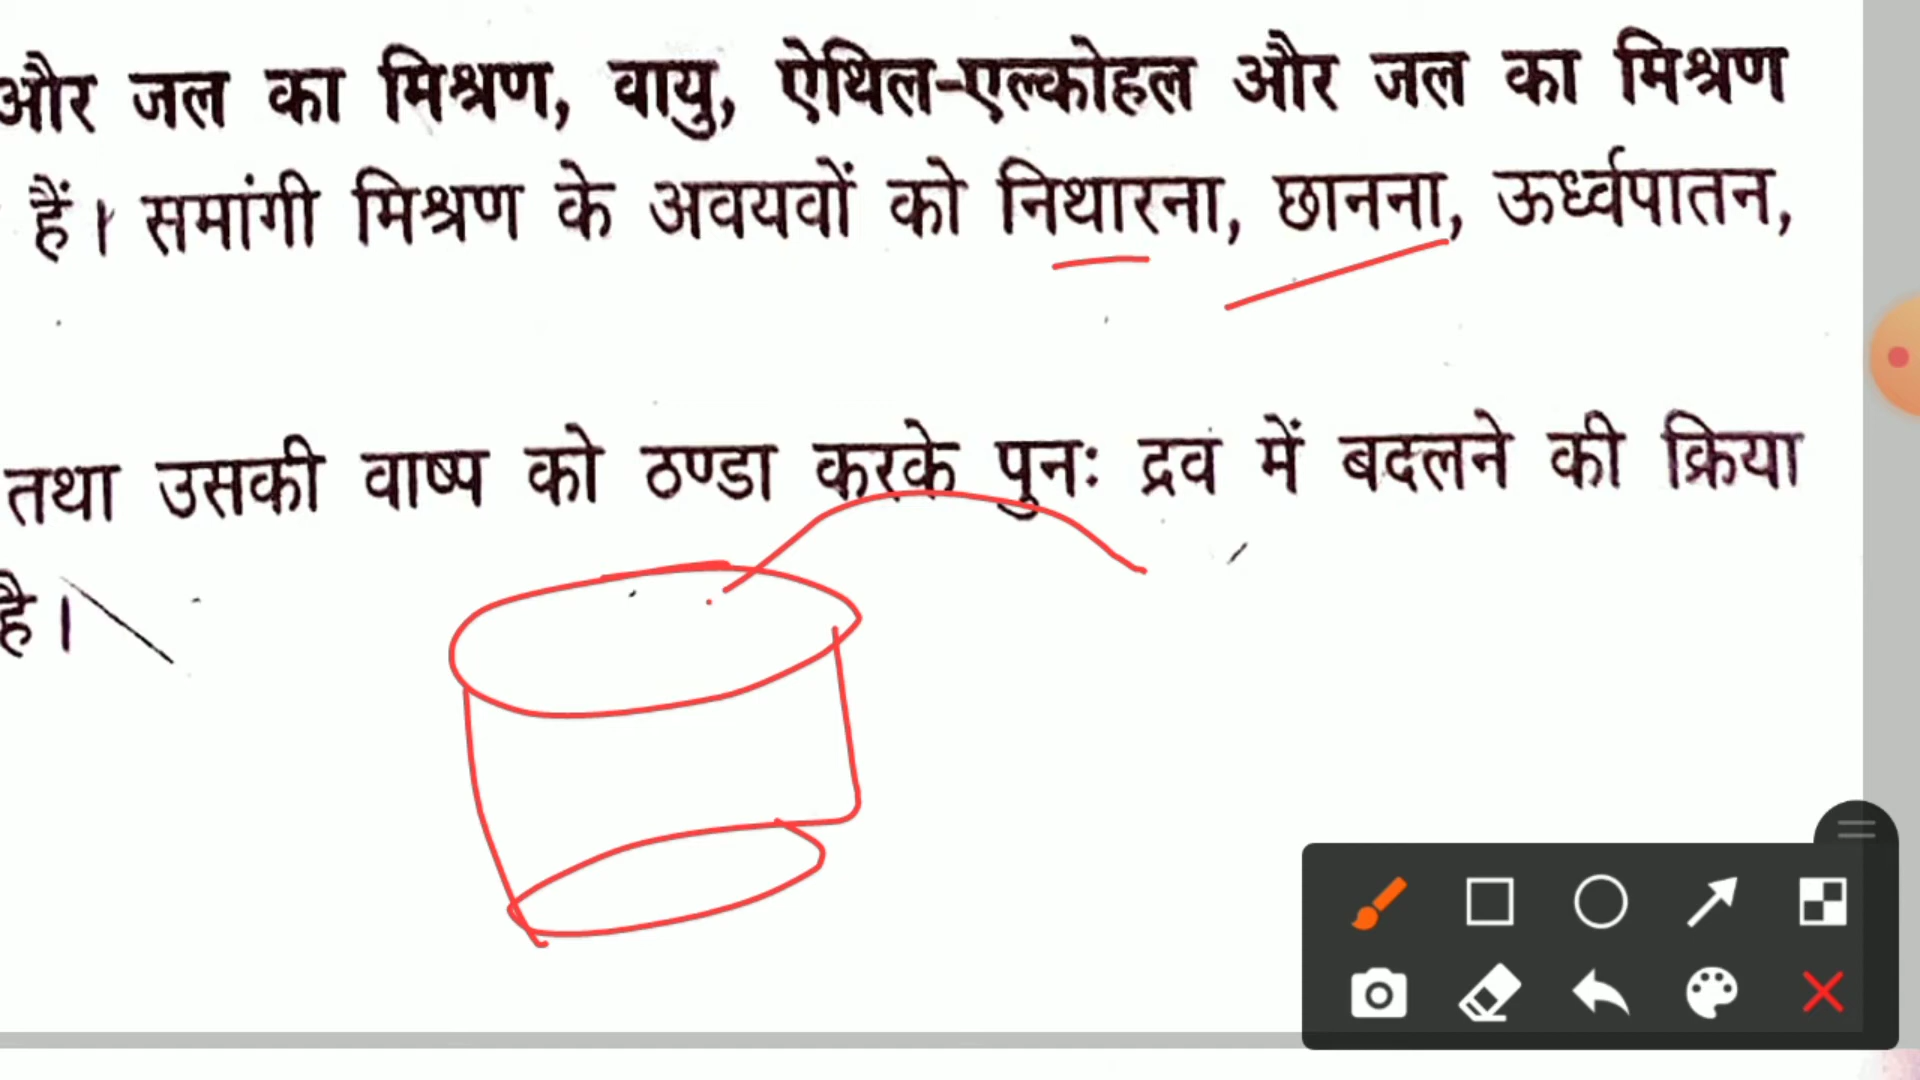 और जल का मिश्रण, वायु, ऐथिल-एल्कोहल और जल का मिश्रण
हैं। समांगी मिश्रण के अवयवों को निथारना, छानना, ऊर्ध्वपातन,
तथा उसकी वाष्प को ठण्डा करके पुनः द्रव में बदलने की क्रिया
है।